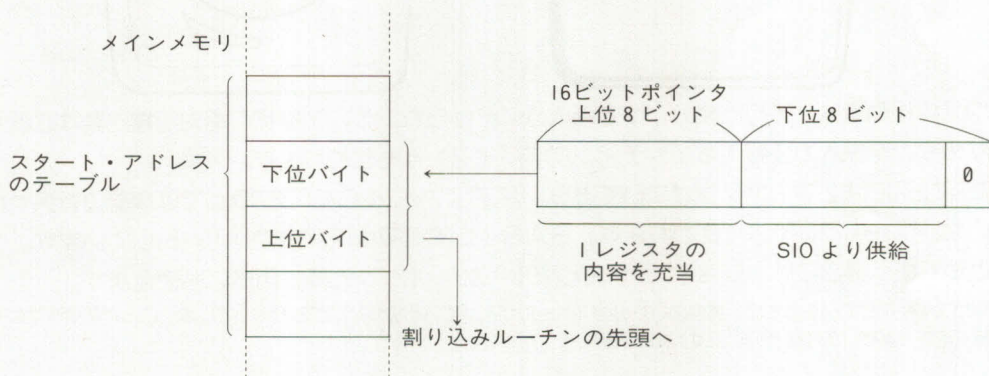 メインメモリ
16ビットポインタ
上位8ビット
下位8ビット
スタート・アドレス
のテーブル
下位バイト
0
上位バイト
Iレジスタの
内容を充当
SIOより供給
割り込みルーチンの先頭へ